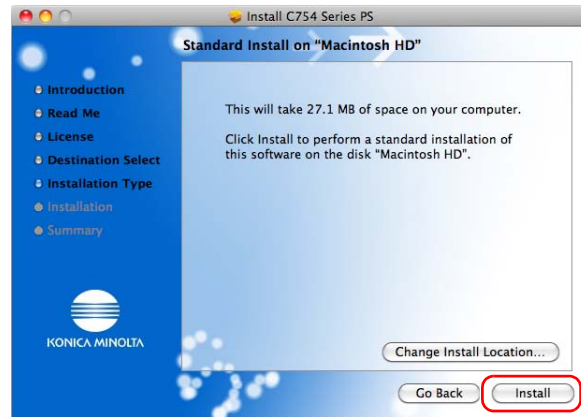 Install C754 Series PS
Standard Install on “Macintosh HD”
Introduction
Read Me
License
Destination Select
Installation Type
Installation
Summary
This will take 27.1 MB of space on your computer.
Click Install to perform a standard installation of
this software on the disk “Macintosh HD”.
KONICA MINOLTA
Change Install Location...
Go Back
Install